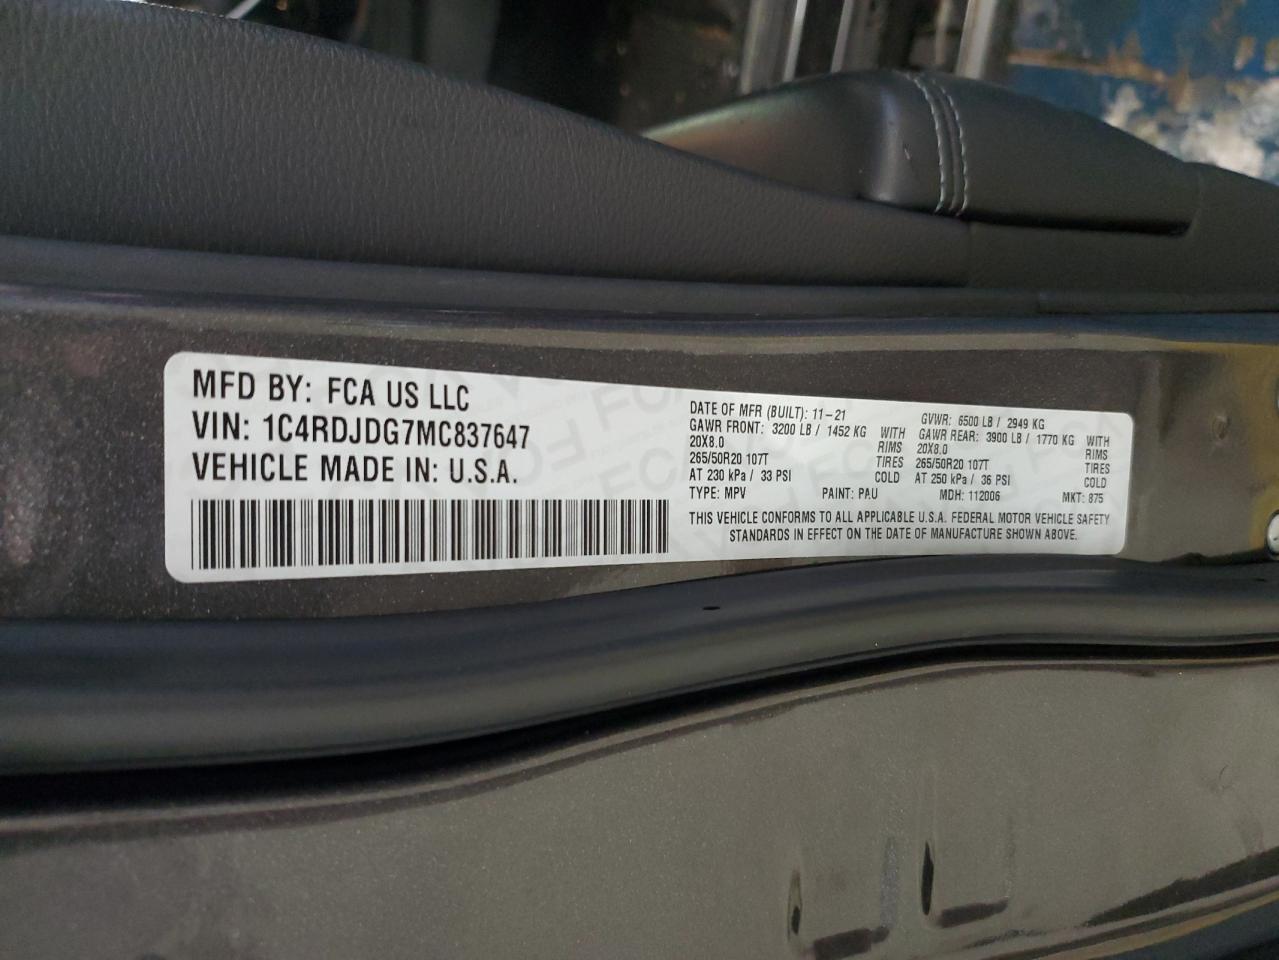 MFD BY: FCA US LLC
VIN: 1C4RDJDG7MC837647
VEHICLE MADE IN: U.S.A.
DATE OF MFR (BUILT): 11-21 GVWR: 6500 LB / 2949 KG
GAWR FRONT: 3200 LB / 1452 KG WITH GAWR REAR: 3900 LB / 1770 KG WITH
20X8.0 RIMS 20X8.0 RIMS
265/50R20 107T TIRES 265/50R20 107T TIRES
AT 230 kPa / 33 PSI COLD AT 250 kPa / 36 PSI COLD
TYPE: MPV PAINT: PAU MDH: 112006 MKT: 875
THIS VEHICLE CONFORMS TO ALL APPLICABLE U.S.A. FEDERAL MOTOR VEHICLE SAFETY
STANDARDS IN EFFECT ON THE DATE OF MANUFACTURE SHOWN ABOVE.